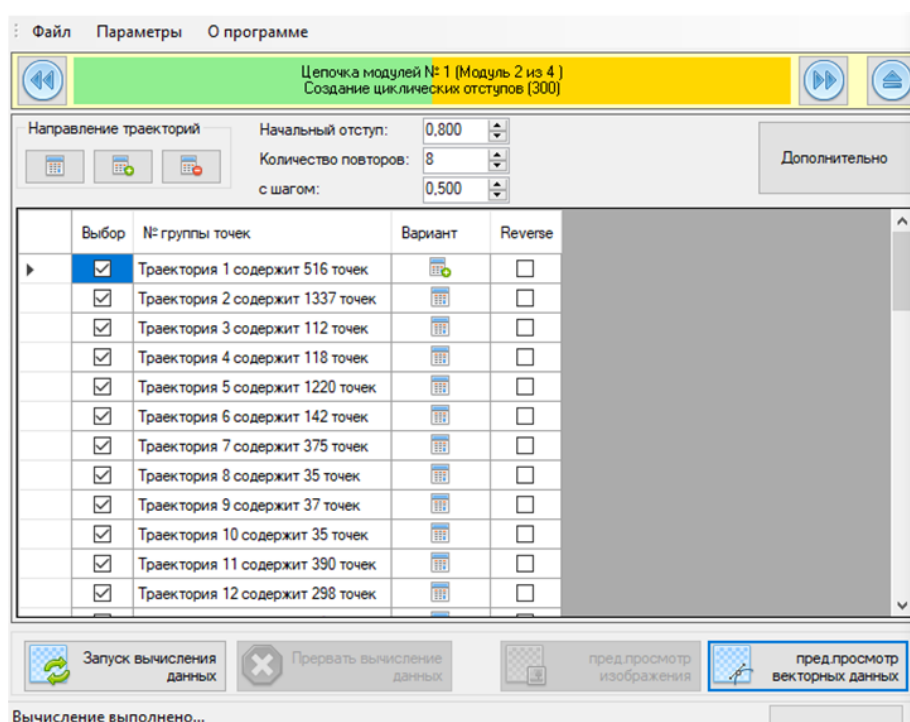 Файл Параметры О программе
Цепочка модулей № 1 (Модуль 2 из 4 )
Создание циклических отступов (300)
Направление траекторий
Начальный отступ: 0,800
Количество повторов: 8
с шагом: 0,500
Дополнительно
Выбор № группы точек Вариант Reverse
Траектория 1 содержит 516 точек
Траектория 2 содержит 1337 точек
Траектория 3 содержит 112 точек
Траектория 4 содержит 118 точек
Траектория 5 содержит 1220 точек
Траектория 6 содержит 142 точек
Траектория 7 содержит 375 точек
Траектория 8 содержит 35 точек
Траектория 9 содержит 37 точек
Траектория 10 содержит 35 точек
Траектория 11 содержит 390 точек
Траектория 12 содержит 298 точек
Запуск вычисления
данных
Прервать вычисление
данных
пред.просмотр
изображения
пред.просмотр
векторных данных
Вычисление выполнено...